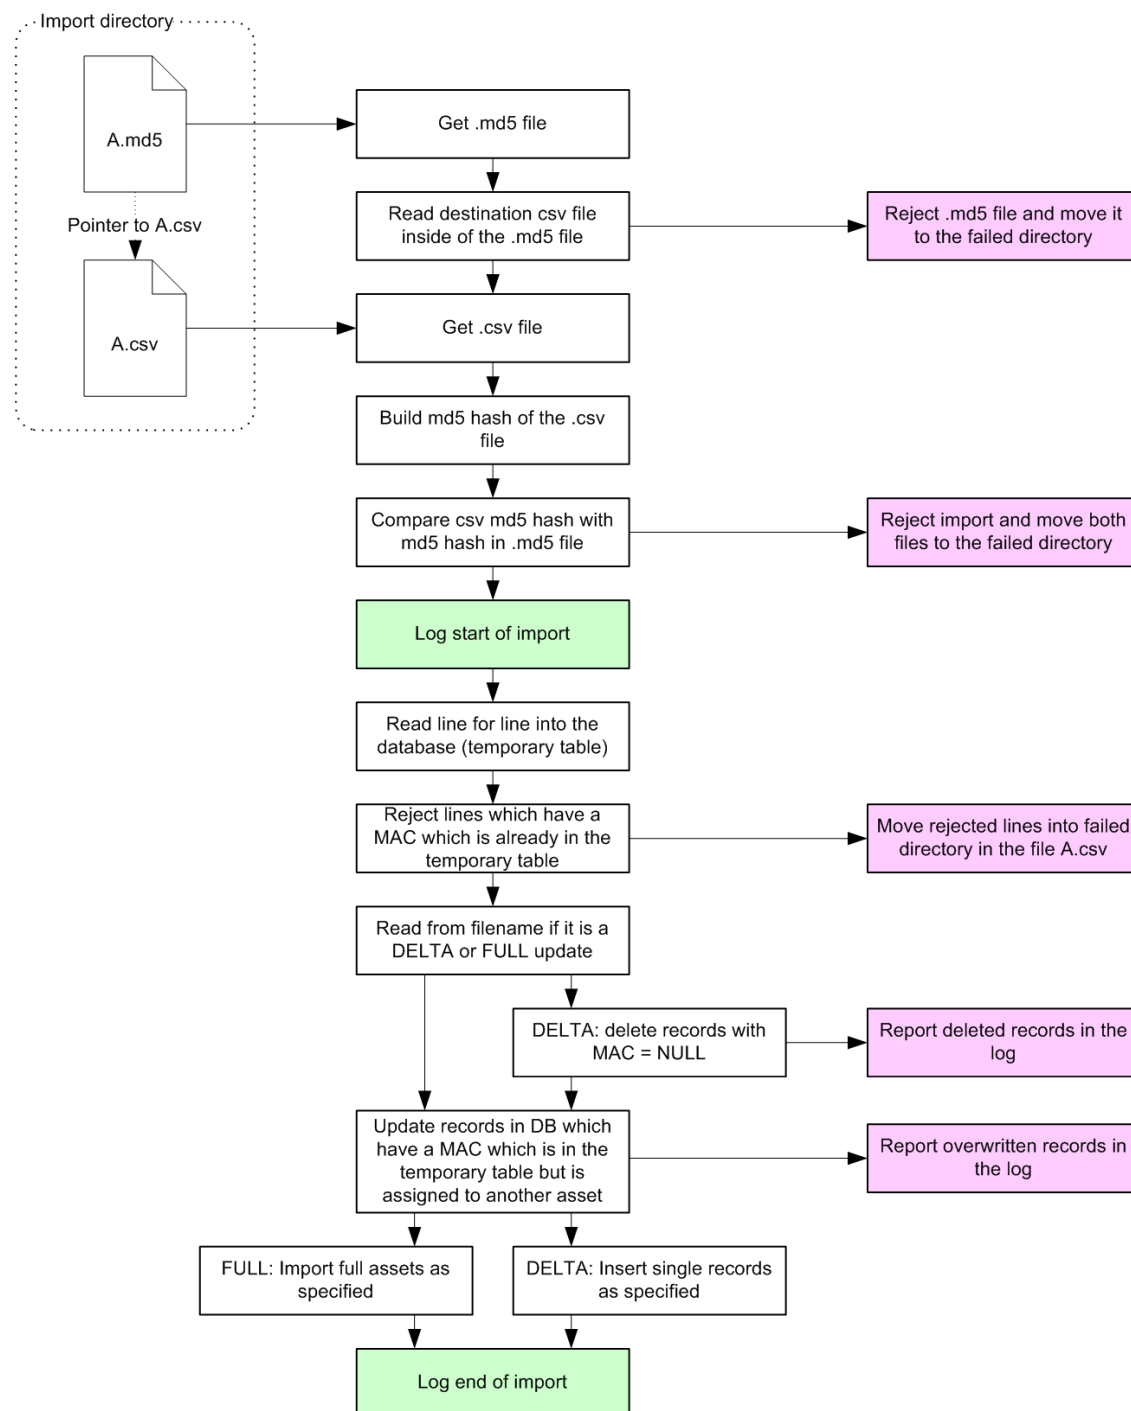 Import directory
A.md5
Get .md5 file
Pointer to A.csv
Read destination csv file
inside of the .md5 file
Reject .md5 file and move it
to the failed directory
A.csv
Get .csv file
Build md5 hash of the .csv
file
Compare csv md5 hash with
md5 hash in .md5 file
Reject import and move both
files to the failed directory
Log start of import
Read line for line into the
database (temporary table)
Reject lines which have a
MAC which is already in the
temporary table
Move rejected lines into failed
directory in the file A.csv
Read from filename if it is a
DELTA or FULL update
DELTA: delete records with
MAC = NULL
Report deleted records in the
log
Update records in DB which
have a MAC which is in the
temporary table but is
assigned to another asset
Report overwritten records in
the log
FULL: Import full assets as
specified
DELTA: Insert single records
as specified
Log end of import